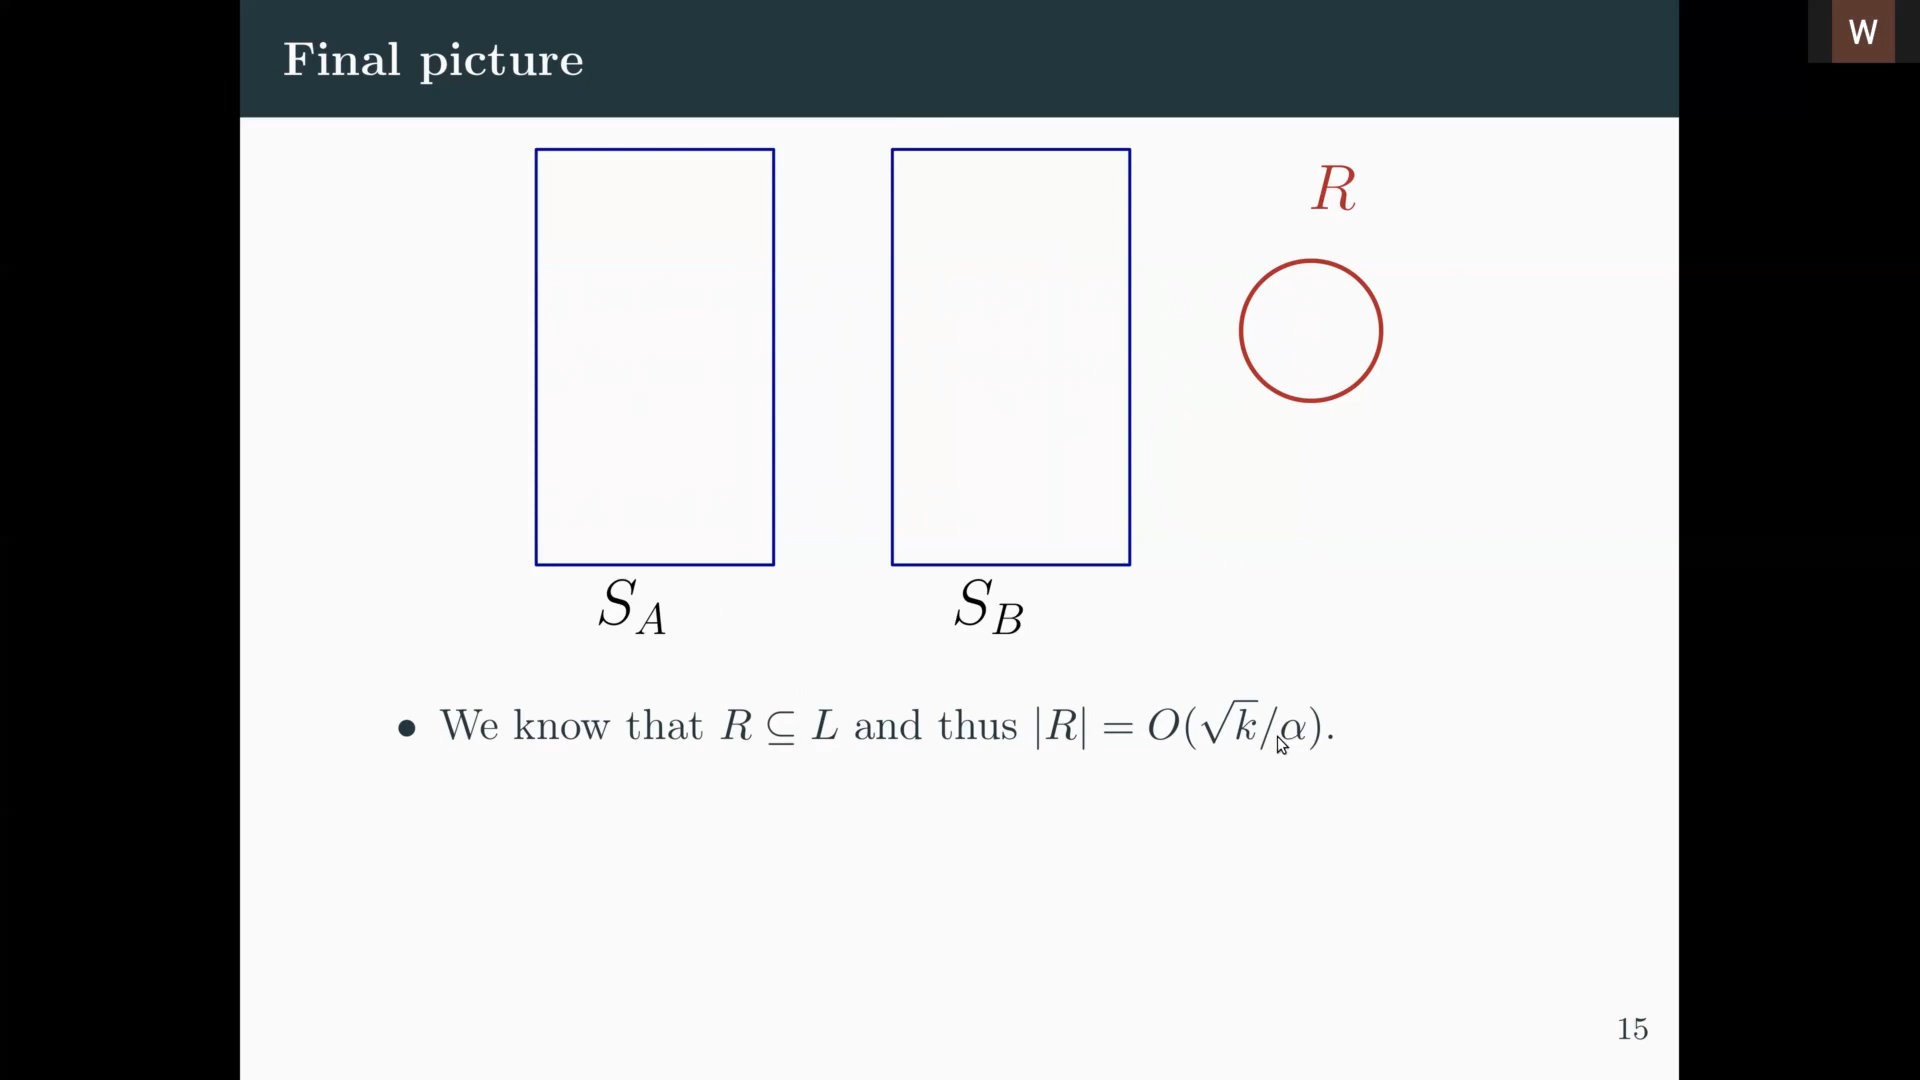 Final picture
W
R
S_A
S_B
• We know that R ⊆ L and thus |R| = O(√k/α).
15